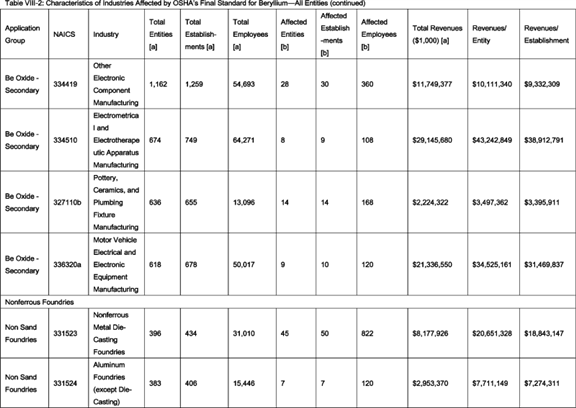 Table VIII-2: Characteristics of Industries Affected by OSHA's Final Standard for Beryllium—All Entities (continued)
Application Group NAICS Industry Total Entities [a] Total Establish-ments [a] Total Employees [a] Affected Entities [b] Affected Establish-ments [b] Affected Employees [b] Total Revenues ($1,000) [a] Revenues/Entity Revenues/Establishment
Be Oxide - Secondary 334419 Other Electronic Component Manufacturing 1,162 1,259 54,693 28 30 360 $11,749,377 $10,111,340 $9,332,309
Be Oxide - Secondary 334510 Electrometrical and Electrotherapeutic Apparatus Manufacturing 674 749 64,271 8 9 108 $29,145,680 $43,242,849 $38,912,791
Be Oxide - Secondary 327110b Pottery, Ceramics, and Plumbing Fixture Manufacturing 636 655 13,096 14 14 168 $2,224,322 $3,497,362 $3,395,911
Be Oxide - Secondary 336320a Motor Vehicle Electrical and Electronic Equipment Manufacturing 618 678 50,017 9 10 120 $21,336,550 $34,525,161 $31,469,837
Nonferrous Foundries
Non Sand Foundries 331523 Nonferrous Metal Die-Casting Foundries 396 434 31,010 45 50 822 $8,177,926 $20,651,328 $18,843,147
Non Sand Foundries 331524 Aluminum Foundries (except Die-Casting) 383 406 15,446 7 7 120 $2,953,370 $7,711,149 $7,274,311